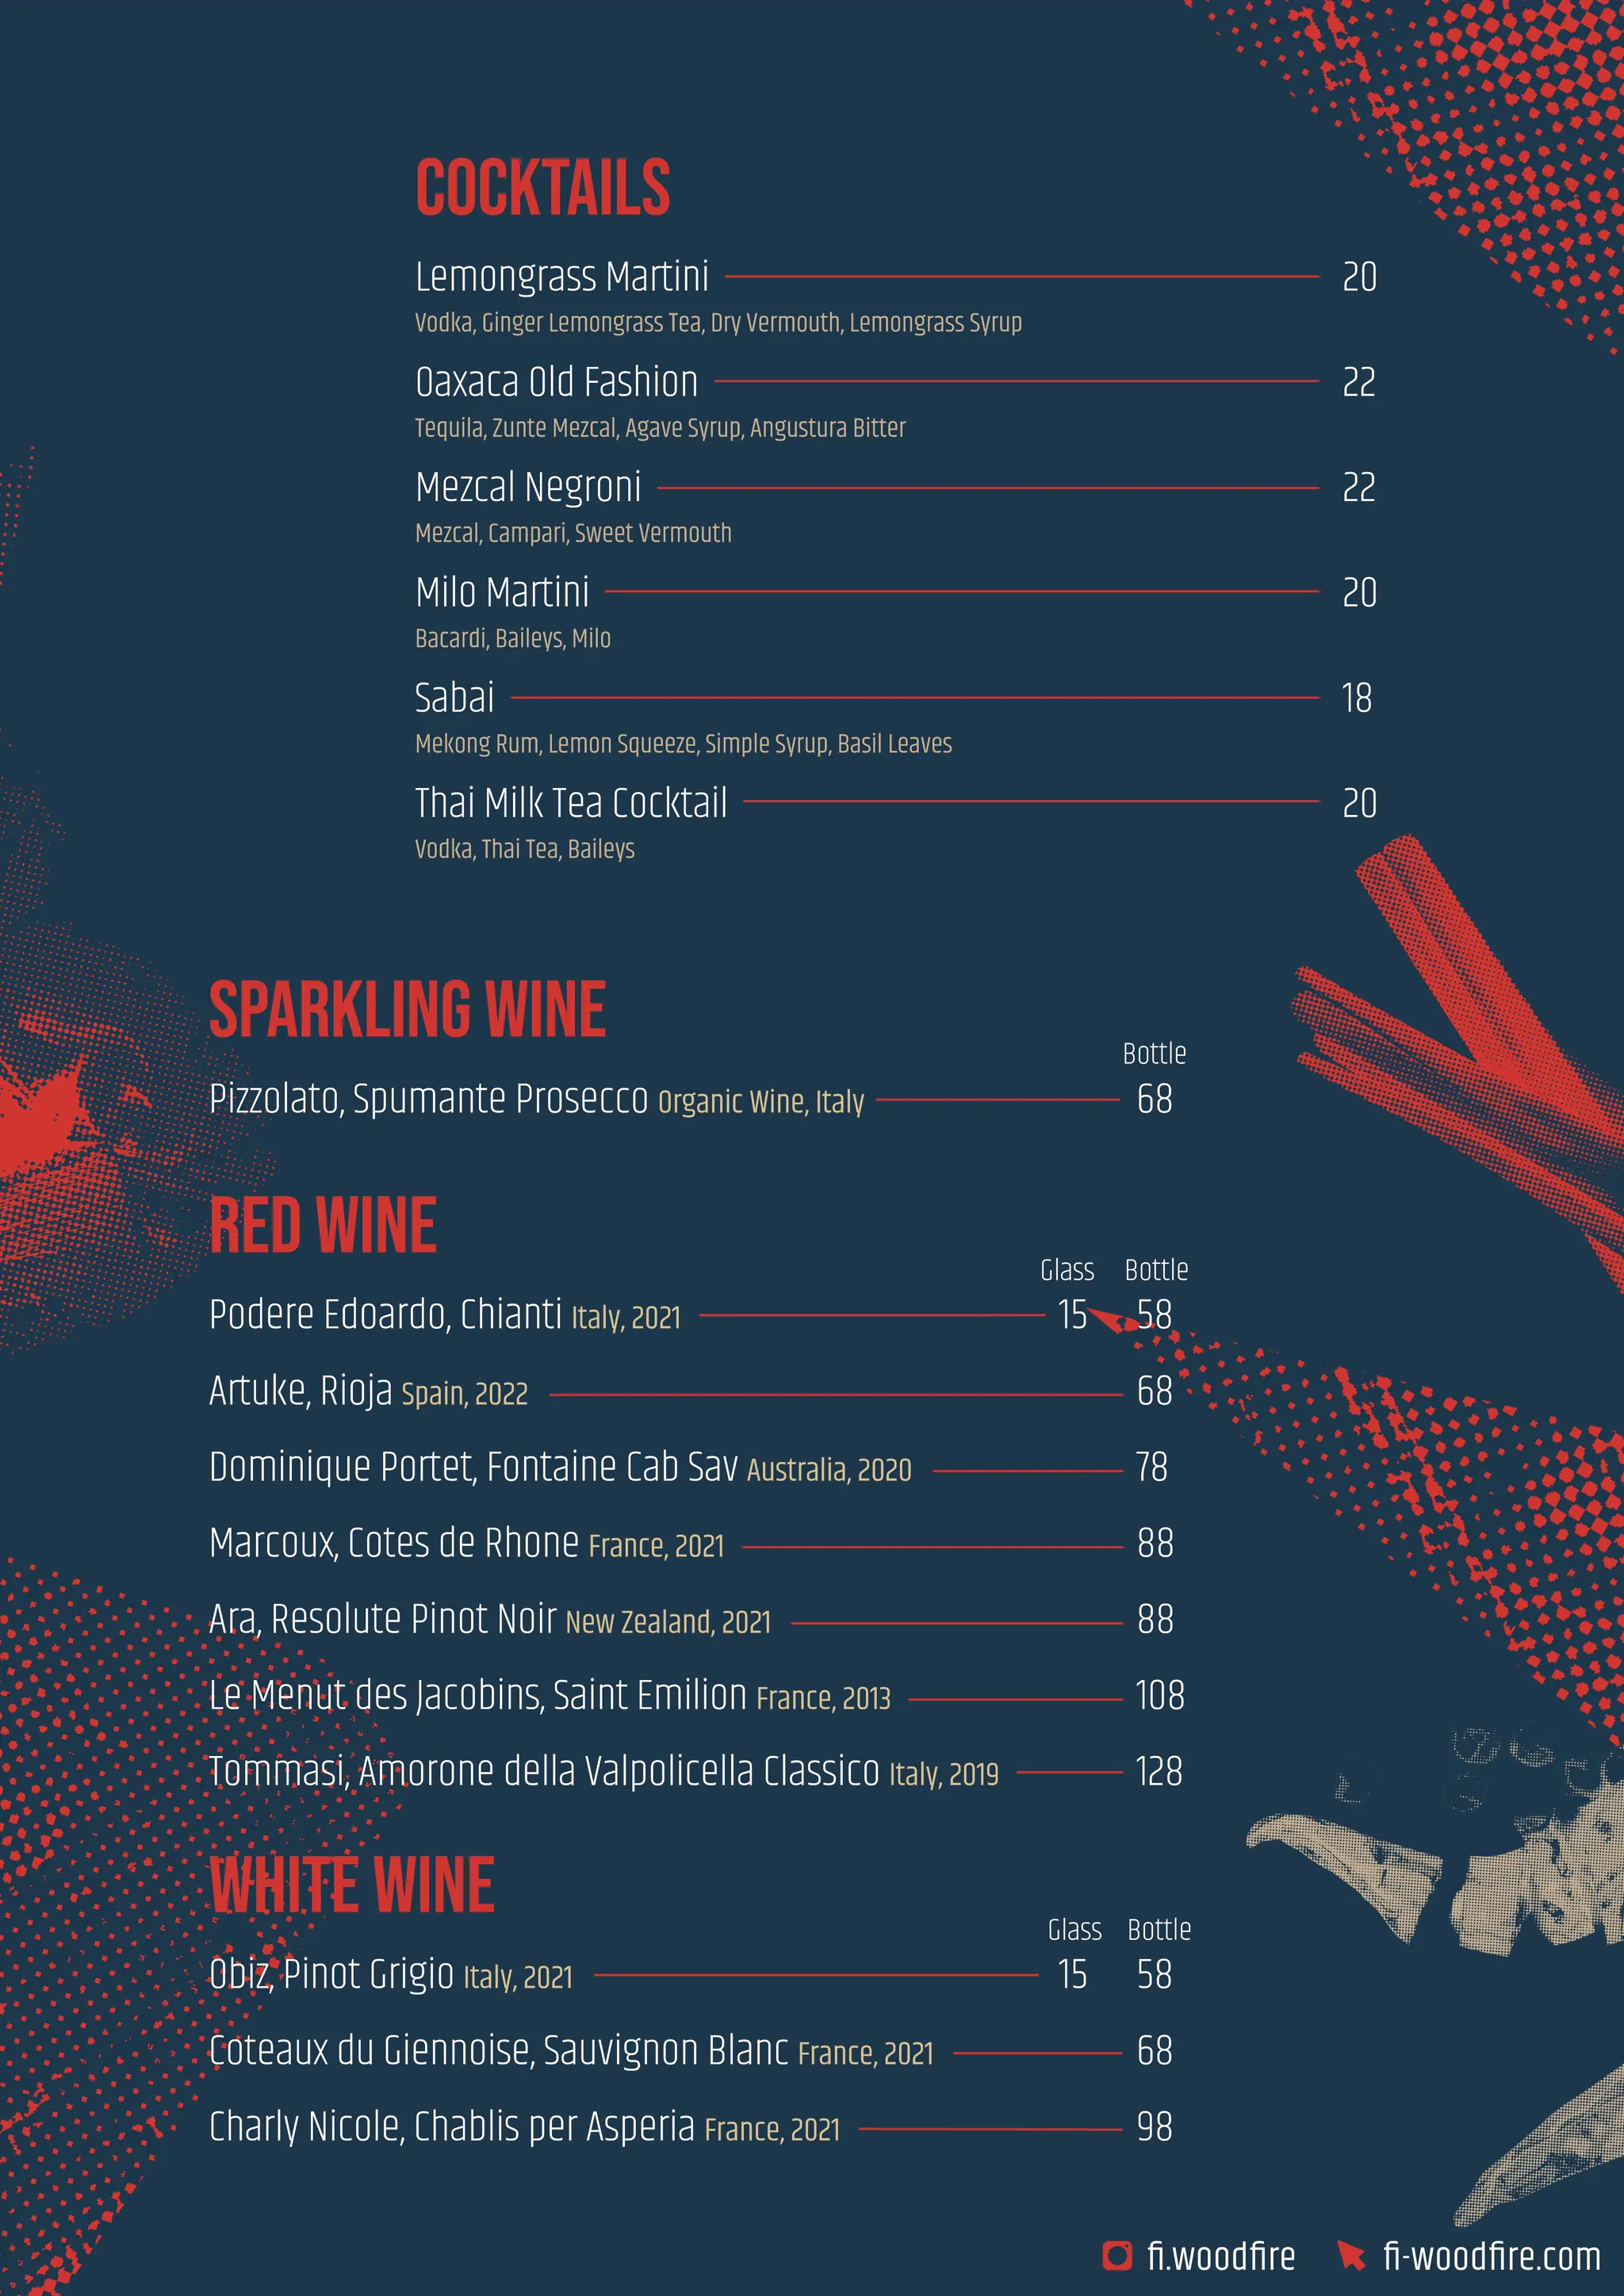 COCKTAILS
Lemongrass Martini 20
Vodka, Ginger Lemongrass Tea, Dry Vermouth, Lemongrass Syrup
Oaxaca Old Fashion 22
Tequila, Zunte Mezcal, Agave Syrup, Angustura Bitter
Mezcal Negroni 22
Mezcal, Campari, Sweet Vermouth
Milo Martini 20
Bacardi, Baileys, Milo
Sabai 18
Mekong Rum, Lemon Squeeze, Simple Syrup, Basil Leaves
Thai Milk Tea Cocktail 20
Vodka, Thai Tea, Baileys
SPARKLING WINE
Bottle
Pizzolato, Spumante Prosecco Organic Wine, Italy 68
RED WINE
Glass Bottle
Podere Edoardo, Chianti Italy, 2021 15 58
Artuke, Rioja Spain, 2022 68
Dominique Portet, Fontaine Cab Sav Australia, 2020 78
Marcoux, Cotes de Rhone France, 2021 88
Ara, Resolute Pinot Noir New Zealand, 2021 88
Le Menut des Jacobins, Saint Emilion France, 2013 108
Tommasi, Amorone della Valpolicella Classico Italy, 2019 128
WHITE WINE
Glass Bottle
Obiz, Pinot Grigio Italy, 2021 15 58
Coteaux du Giennoise, Sauvignon Blanc France, 2021 68
Charly Nicole, Chablis per Asperia France, 2021 98
fi.woodfire fi-woodfire.com